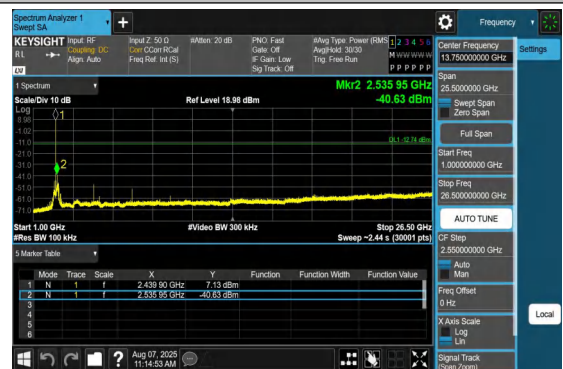 Spectrum Analyzer 1
Swept SA
Frequency
KEYSIGHT
Input: RF
Input Z: 50 Ω
#Atten: 20 dB
PNO: Fast
#Avg Type: Power (RMS
1 2 3 4 5 6
RL
Coupling: DC
Corr CCorr RCal
Gate: Off
Avg|Hold: 30/30
M W W W W W
Align: Auto
Freq Ref: Int (S)
IF Gain: Low
Trig: Free Run
P P P P P P
Sig Track: Off
LXI
1 Spectrum
Mkr2 2.535 95 GHz
Scale/Div 10 dB
Ref Level 18.98 dBm
-40.63 dBm
Log
8.98
-1.02
-11.0
-21.0
-31.0
-41.0
-51.0
-61.0
-71.0
1
2
DL1 -12.74 dBm
Start 1.00 GHz
#Video BW 300 kHz
Stop 26.50 GHz
#Res BW 100 kHz
Sweep ~2.44 s (30001 pts)
5 Marker Table
Mode Trace Scale X Y Function Function Width Function Value
1 N 1 f 2.439 90 GHz 7.13 dBm
2 N 1 f 2.535 95 GHz -40.63 dBm
3
4
5
6
Aug 07, 2025
11:14:53 AM
Center Frequency
13.750000000 GHz
Settings
Span
25.5000000 GHz
Swept Span
Zero Span
Full Span
Start Freq
1.000000000 GHz
Stop Freq
26.500000000 GHz
AUTO TUNE
CF Step
2.550000000 GHz
Auto
Man
Freq Offset
0 Hz
X Axis Scale
Log
Lin
Local
Signal Track
(Span Zoom)